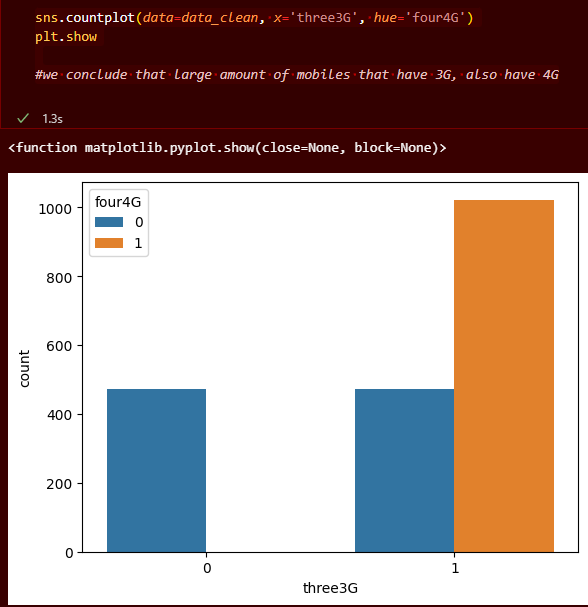 sns.countplot(data=data_clean, x='three3G', hue='four4G')
plt.show
#we conclude that large amount of mobiles that have 3G, also have 4G
1.3s
<function matplotlib.pyplot.show(close=None, block=None)>
four4G
0
1
1000
800
600
400
200
0
count
0 1
three3G